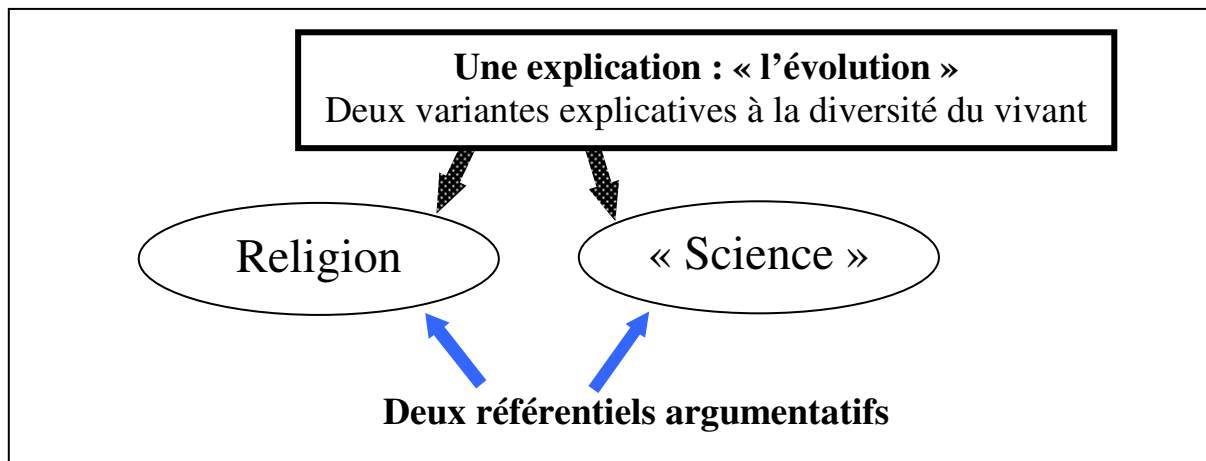 Une explication : « l’évolution »
Deux variantes explicatives à la diversité du vivant
Religion
« Science »
Deux référentiels argumentatifs